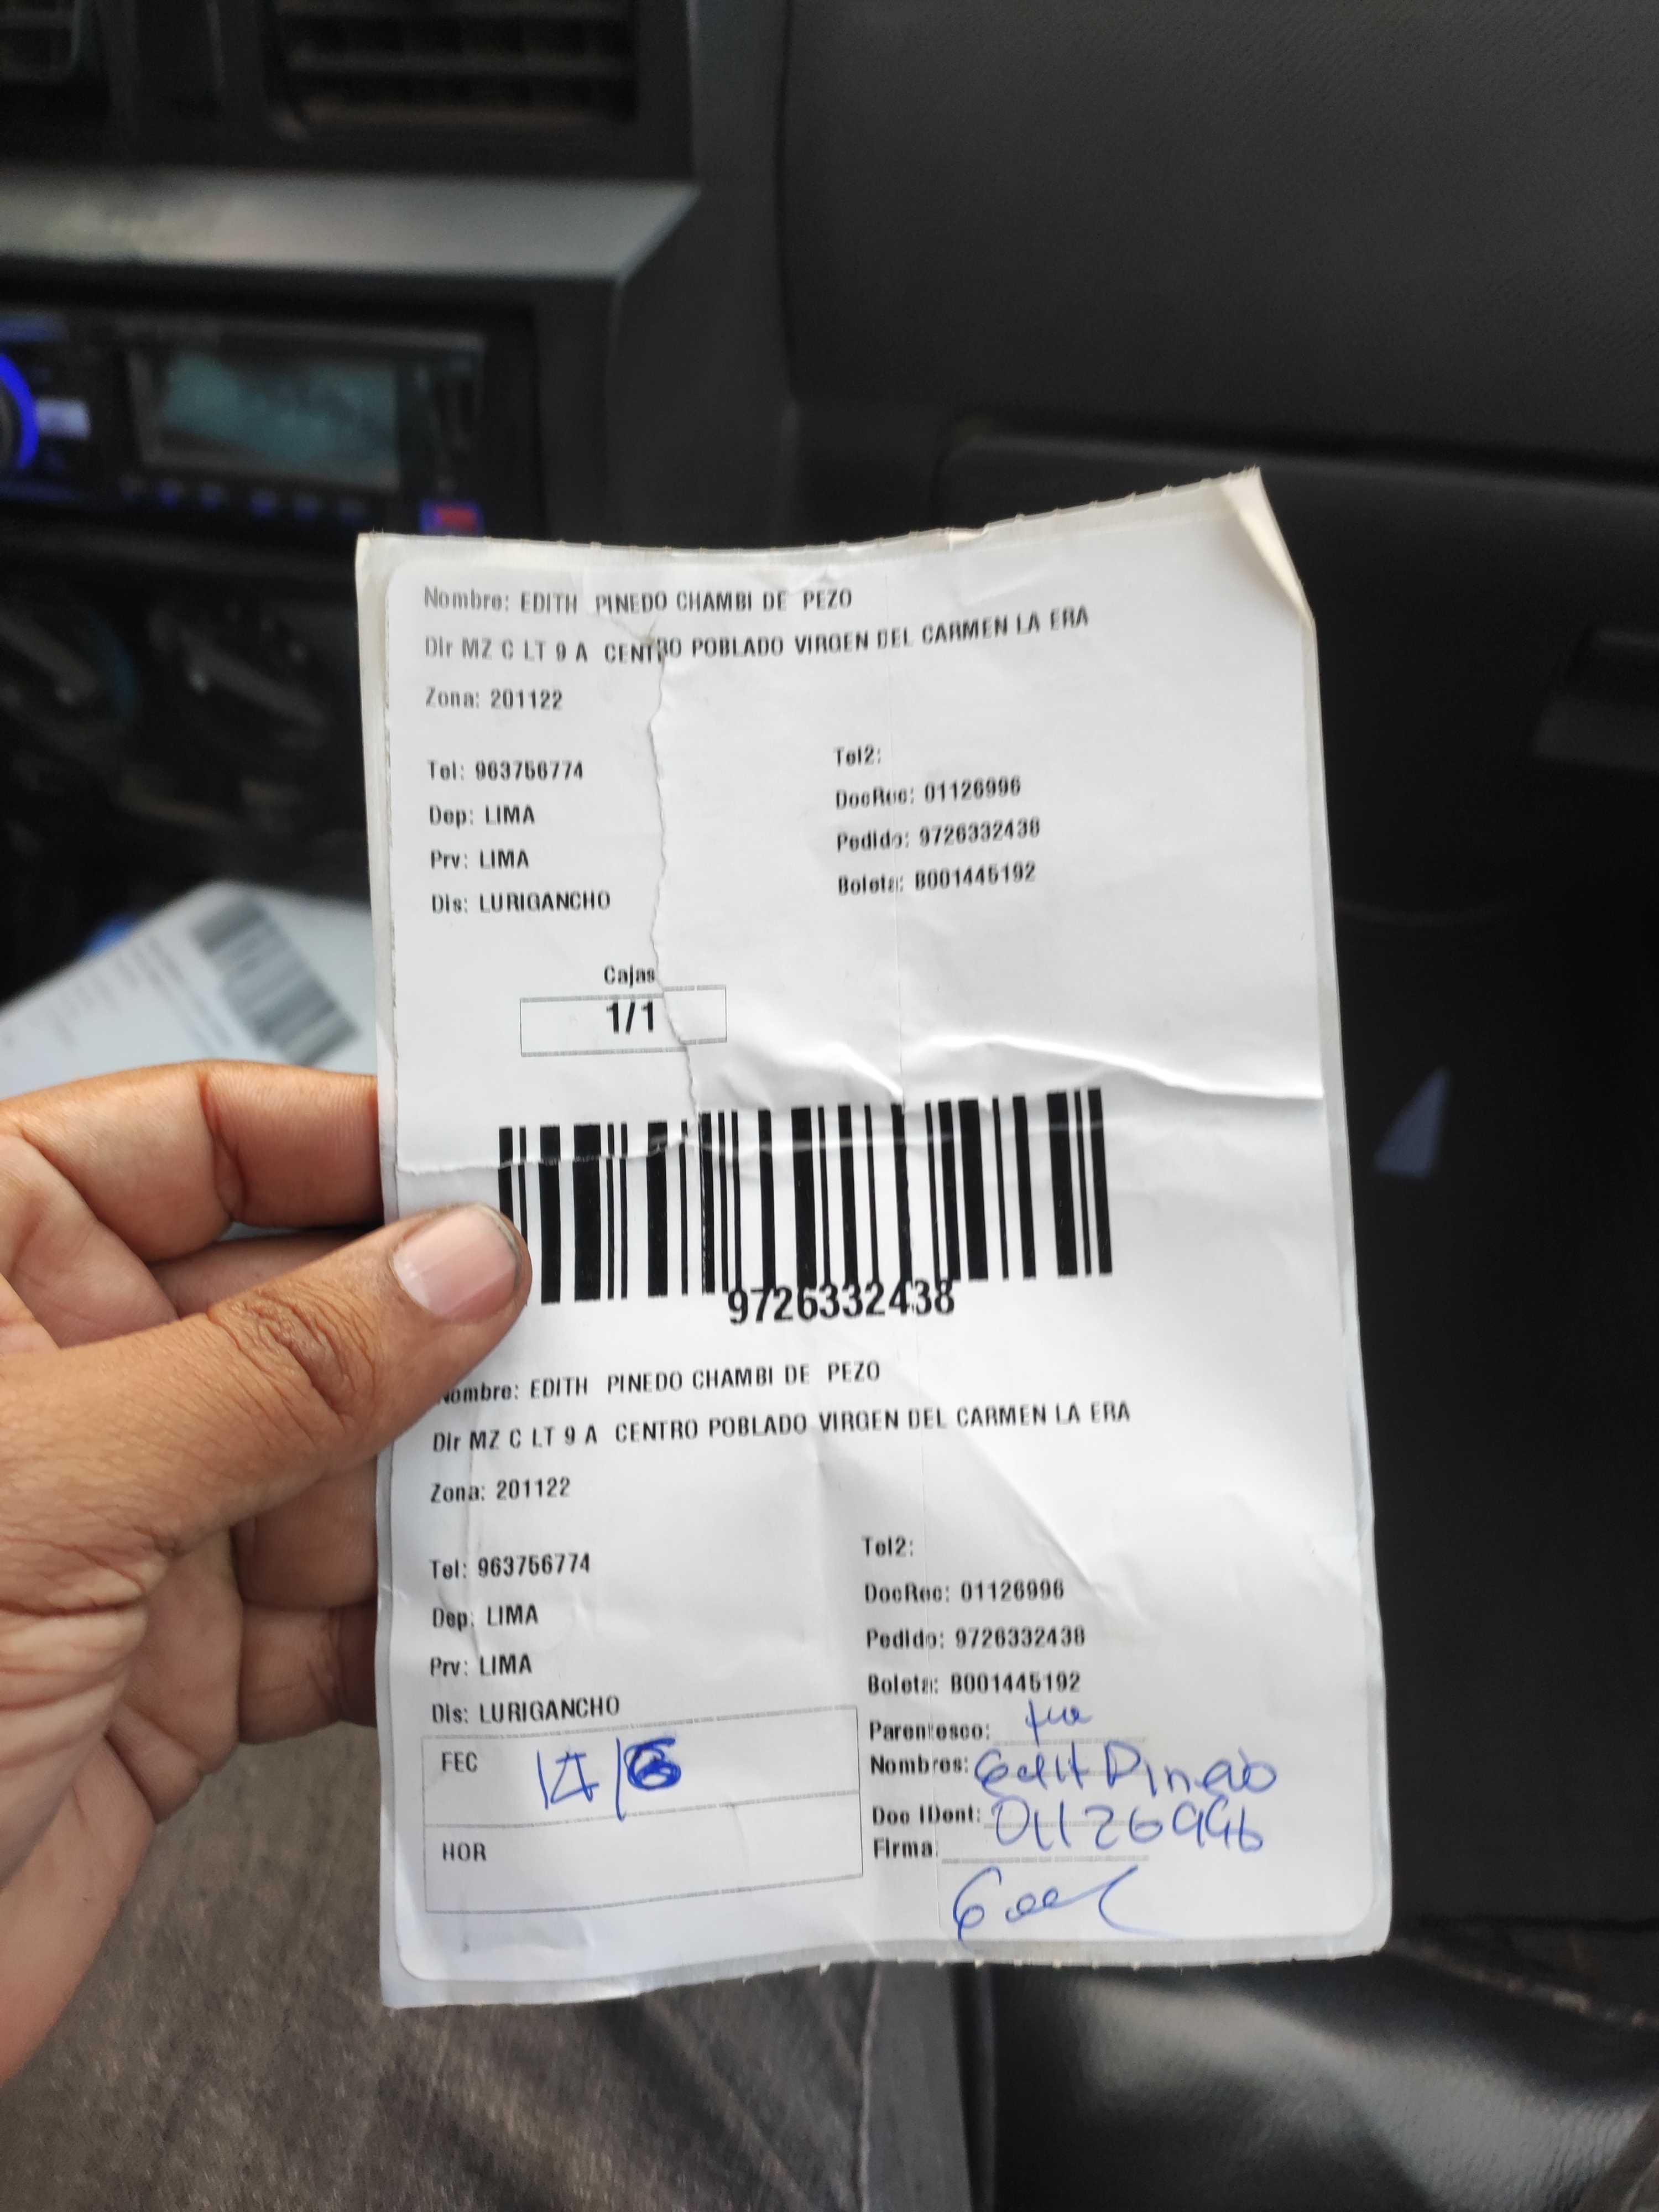 Nombre: EDITH PINEDO CHAMBI DE PEZO
Dir MZ C LT 9 A CENTRO POBLADO VIRGEN DEL CARMEN LA ERA
Zona: 201122
Tel: 963756774
Tel2:
Dep: LIMA
DocRec: 01126996
Prv: LIMA
Pedido: 9726332438
Dis: LURIGANCHO
Boleta: B001445192
Cajas
1/1
9726332438
Nombre: EDITH PINEDO CHAMBI DE PEZO
Dir MZ C LT 9 A CENTRO POBLADO VIRGEN DEL CARMEN LA ERA
Zona: 201122
Tel: 963756774
Tel2:
Dep: LIMA
DocRec: 01126996
Prv: LIMA
Pedido: 9726332438
Dis: LURIGANCHO
Boleta: B001445192
Parentesco:
FEC
Nombres: Edit Pinedo
Doc IDent: 01126996
HOR
Firma: